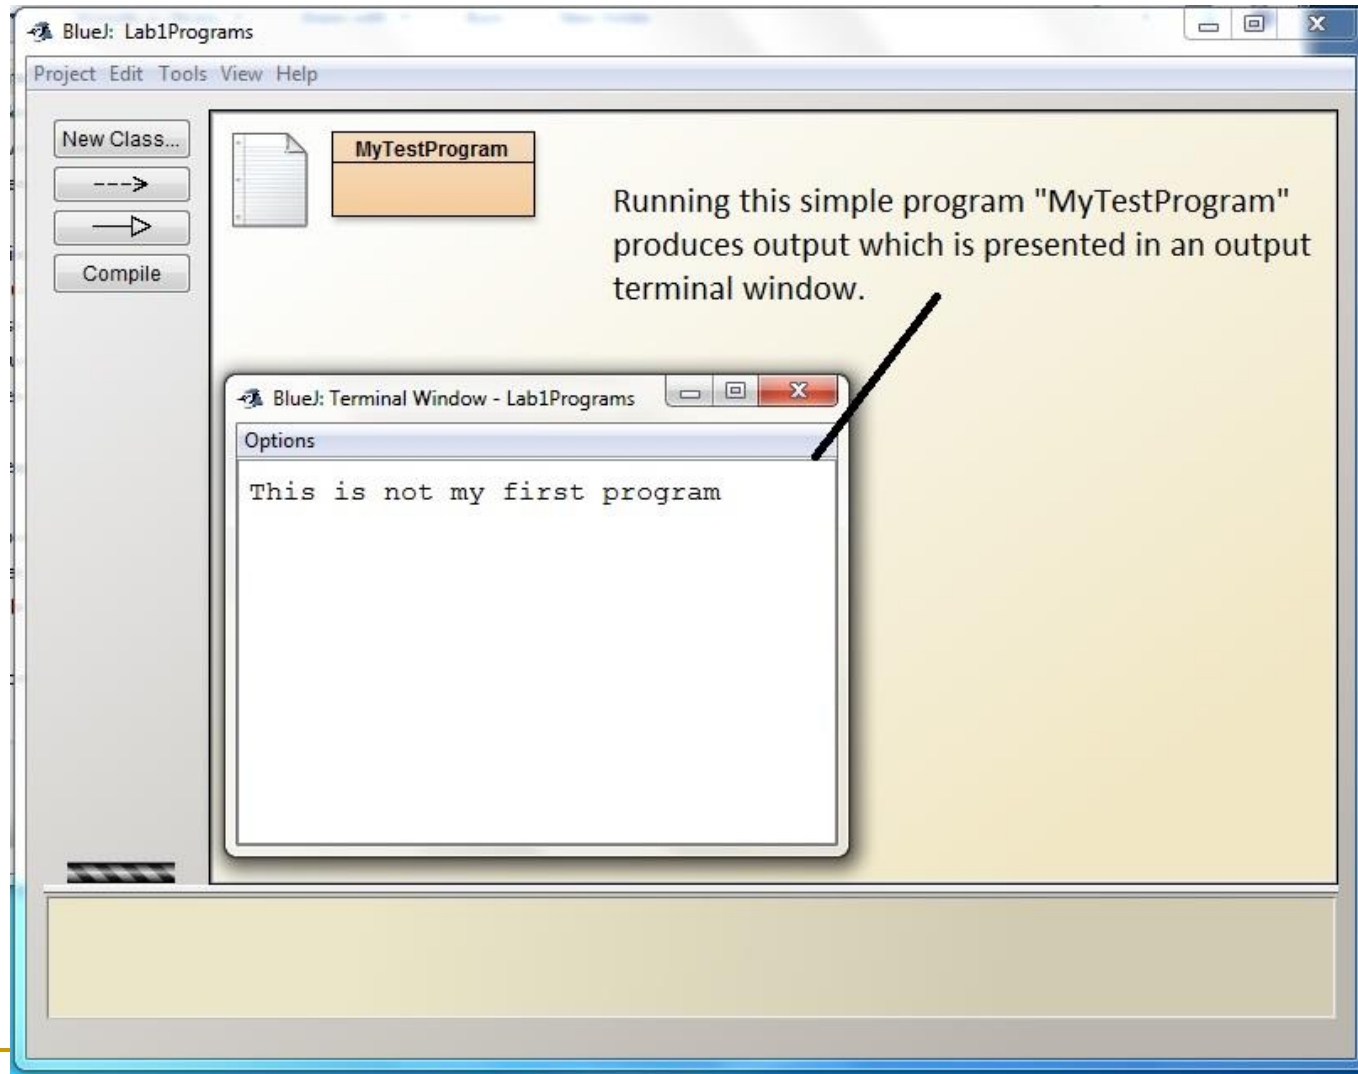 BlueJ: Lab1Programs
Project Edit Tools View Help
New Class...
Compile
MyTestProgram
Running this simple program "MyTestProgram"
produces output which is presented in an output
terminal window.
BlueJ: Terminal Window - Lab1Programs
Options
This is not my first program